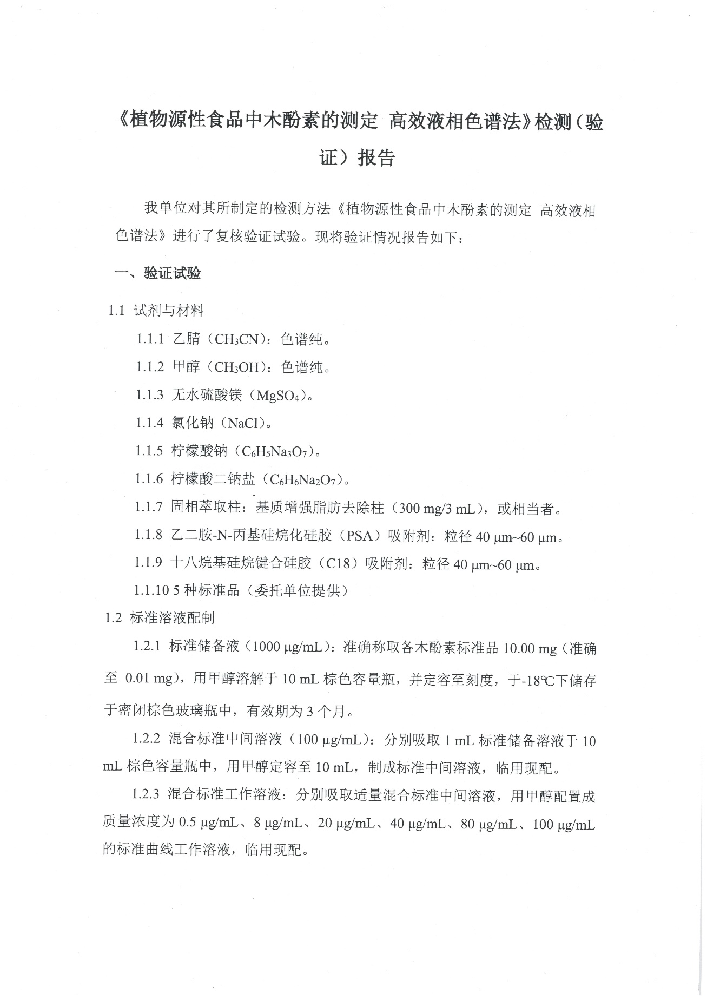 《植物源性食品中木酚素的测定 高效液相色谱法》检测（验
证）报告
我单位对其所制定的检测方法《植物源性食品中木酚素的测定 高效液相
色谱法》进行了复核验证试验。现将验证情况报告如下：
一、验证试验
1.1 试剂与材料
1.1.1 乙腈（CH₃CN）：色谱纯。
1.1.2 甲醇（CH₃OH）：色谱纯。
1.1.3 无水硫酸镁（MgSO₄）。
1.1.4 氯化钠（NaCl）。
1.1.5 柠檬酸钠（C₆H₅Na₃O₇）。
1.1.6 柠檬酸二钠盐（C₆H₆Na₂O₇）。
1.1.7 固相萃取柱：基质增强脂肪去除柱（300 mg/3 mL），或相当者。
1.1.8 乙二胺-N-丙基硅烷化硅胶（PSA）吸附剂：粒径 40 μm~60 μm。
1.1.9 十八烷基硅烷键合硅胶（C18）吸附剂：粒径 40 μm~60 μm。
1.1.10 5 种标准品（委托单位提供）
1.2 标准溶液配制
1.2.1 标准储备液（1000 μg/mL）：准确称取各木酚素标准品 10.00 mg（准确
至 0.01 mg），用甲醇溶解于 10 mL 棕色容量瓶，并定容至刻度，于-18℃下储存
于密闭棕色玻璃瓶中，有效期为 3 个月。
1.2.2 混合标准中间溶液（100 μg/mL）：分别吸取 1 mL 标准储备溶液于 10
mL 棕色容量瓶中，用甲醇定容至 10 mL，制成标准中间溶液，临用现配。
1.2.3 混合标准工作溶液：分别吸取适量混合标准中间溶液，用甲醇配置成
质量浓度为 0.5 μg/mL、8 μg/mL、20 μg/mL、40 μg/mL、80 μg/mL、100 μg/mL
的标准曲线工作溶液，临用现配。